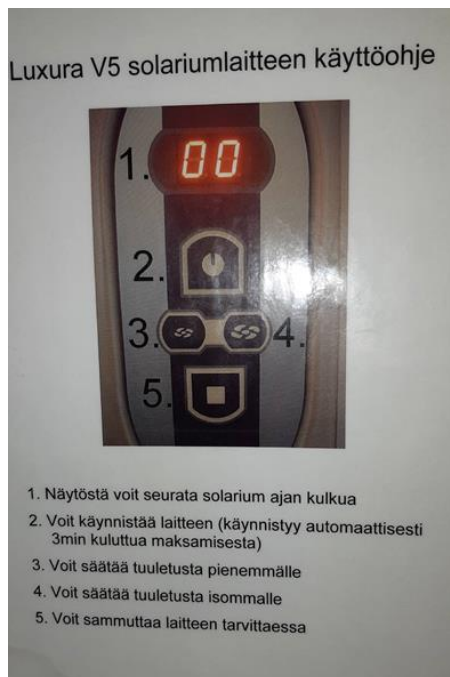 Luxura V5 solariumlaitteen käyttöohje
1. 00
2.
3. 4.
5.
1. Näytöstä voit seurata solarium ajan kulkua
2. Voit käynnistää laitteen (käynnistyy automaattisesti
3min kuluttua maksamisesta)
3. Voit säätää tuuletusta pienemmälle
4. Voit säätää tuuletusta isommalle
5. Voit sammuttaa laitteen tarvittaessa